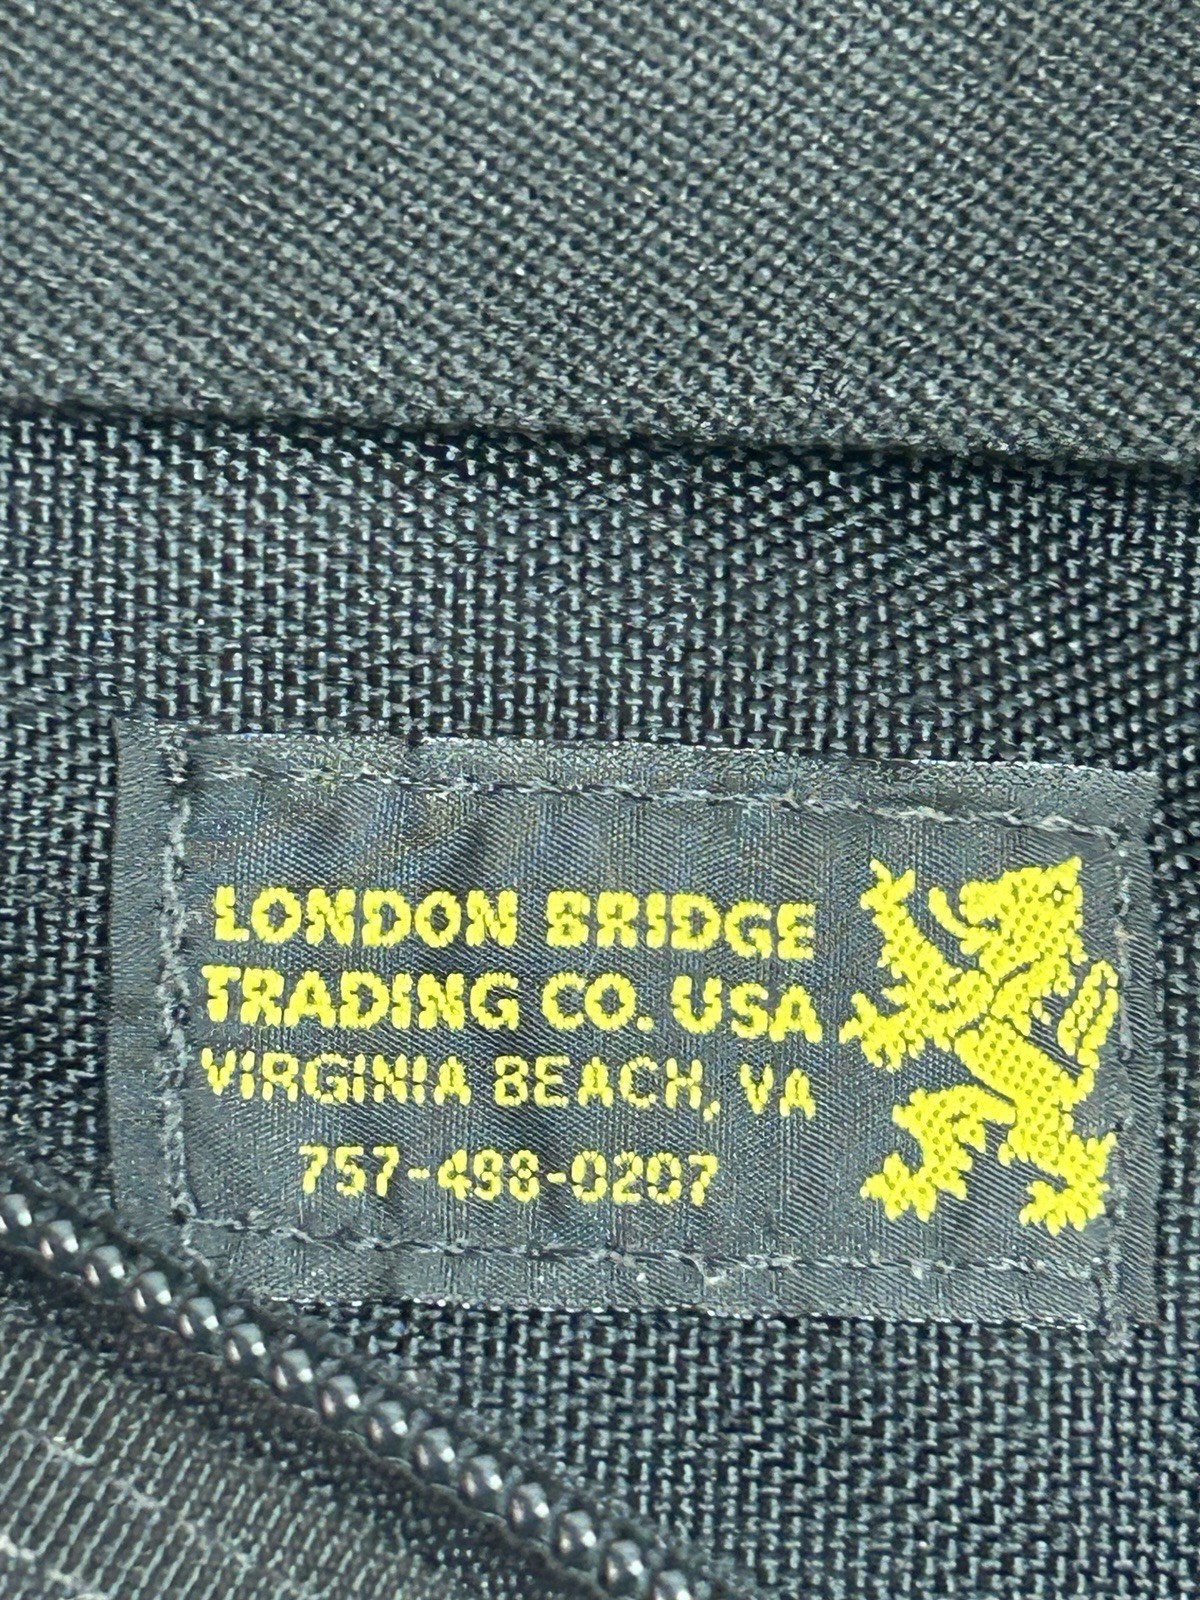 LONDON BRIDGE
TRADING CO. USA
VIRGINIA BEACH, VA
757-498-0207